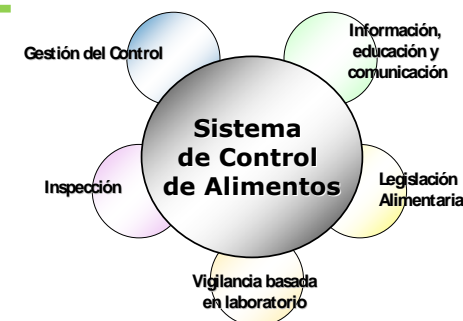 Gestión del Control
Información,
educación y
comunicación
Sistema
de Control
de Alimentos
Inspección
Legislación
Alimentaria
Vigilancia basada
en laboratorio